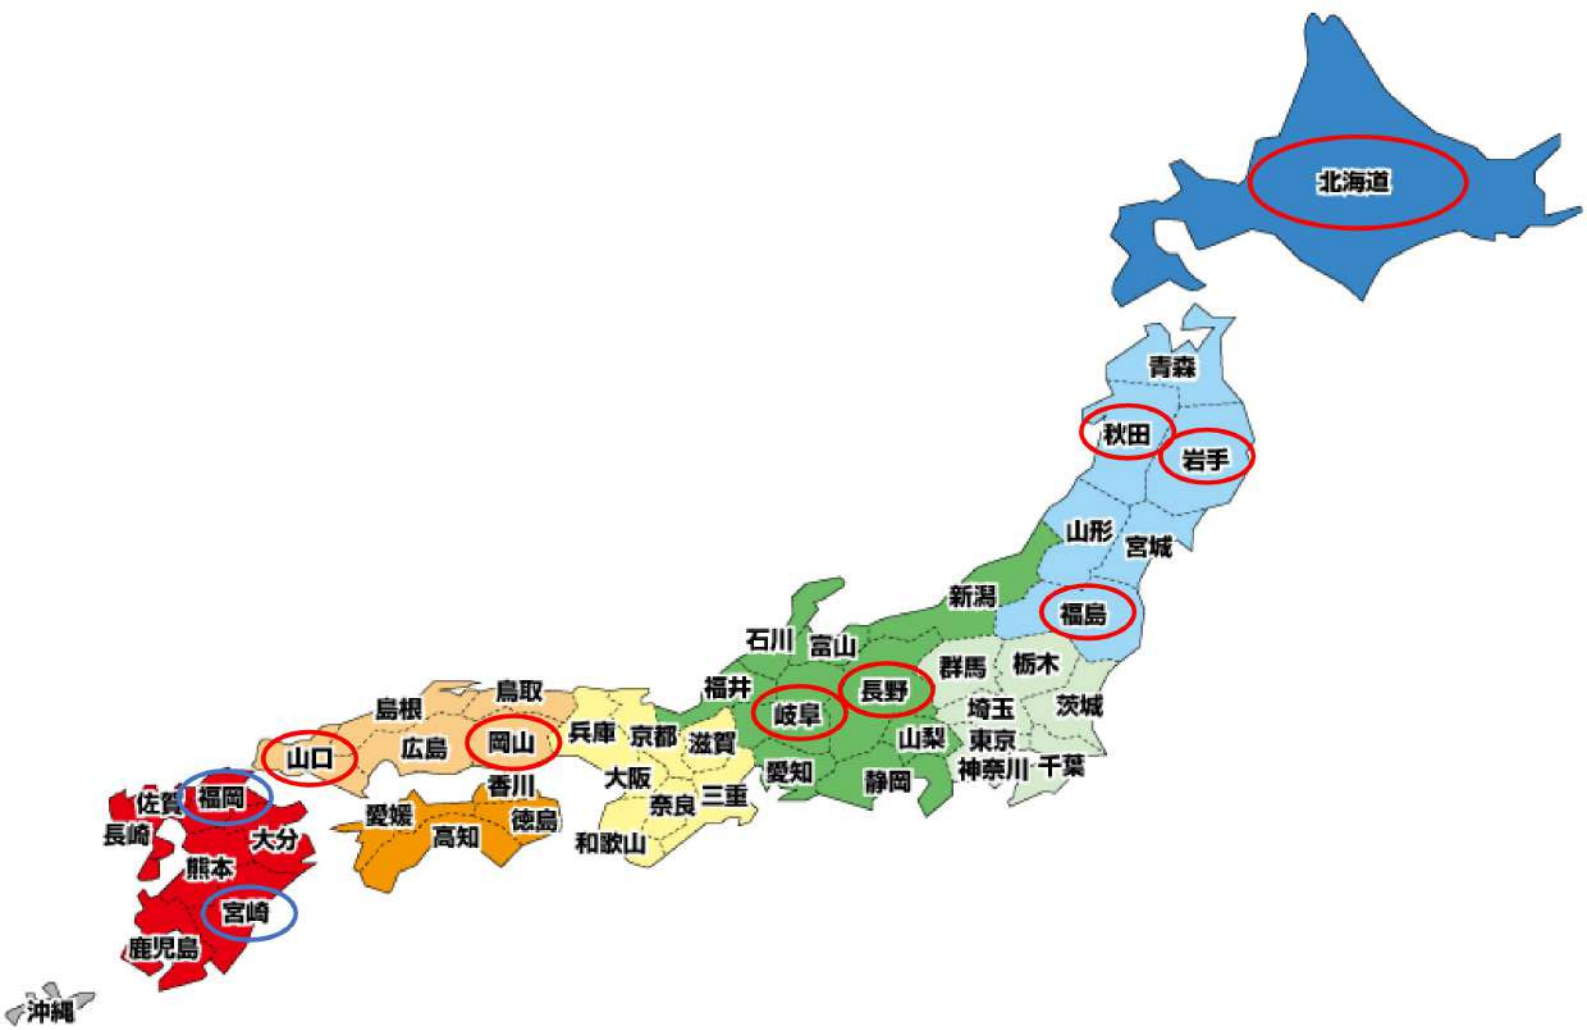 北海道
青森
秋田
岩手
山形
宮城
福島
新潟
石川
富山
群馬
栃木
福井
長野
岐阜
埼玉
茨城
山梨
東京
愛知
静岡
神奈川
千葉
鳥取
島根
兵庫
京都
滋賀
岡山
広島
山口
大阪
奈良
三重
和歌山
香川
愛媛
徳島
高知
福岡
佐賀
長崎
大分
熊本
宮崎
鹿児島
沖縄